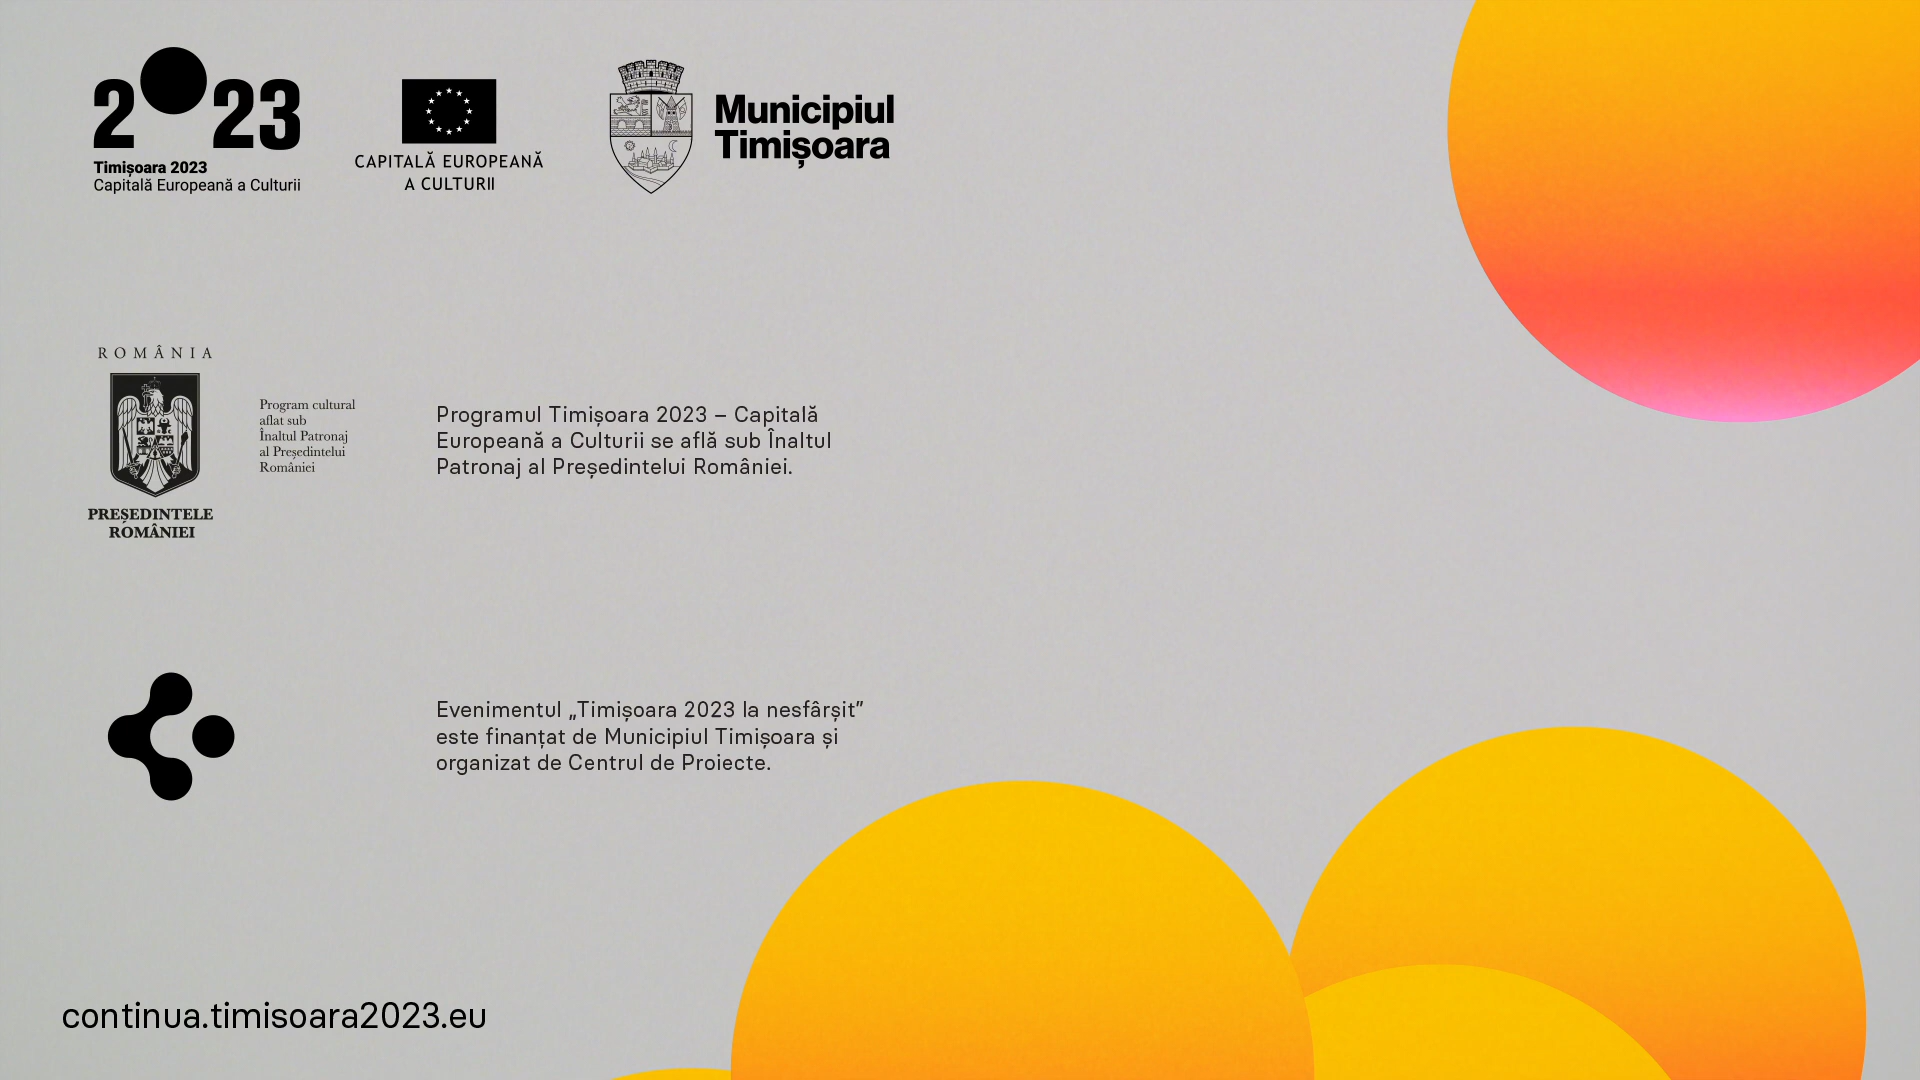 2023
Timișoara 2023
Capitală Europeană a Culturii
CAPITALĂ EUROPEANĂ
A CULTURII
Municipiul
Timișoara
ROMÂNIA
PREȘEDINTELE
ROMÂNIEI
Program cultural
aflat sub
Înaltul Patronaj
al Președintelui
României
Programul Timișoara 2023 – Capitală
Europeană a Culturii se află sub Înaltul
Patronaj al Președintelui României.
Evenimentul „Timișoara 2023 la nesfârșit”
este finanțat de Municipiul Timișoara și
organizat de Centrul de Proiecte.
continua.timisoara2023.eu